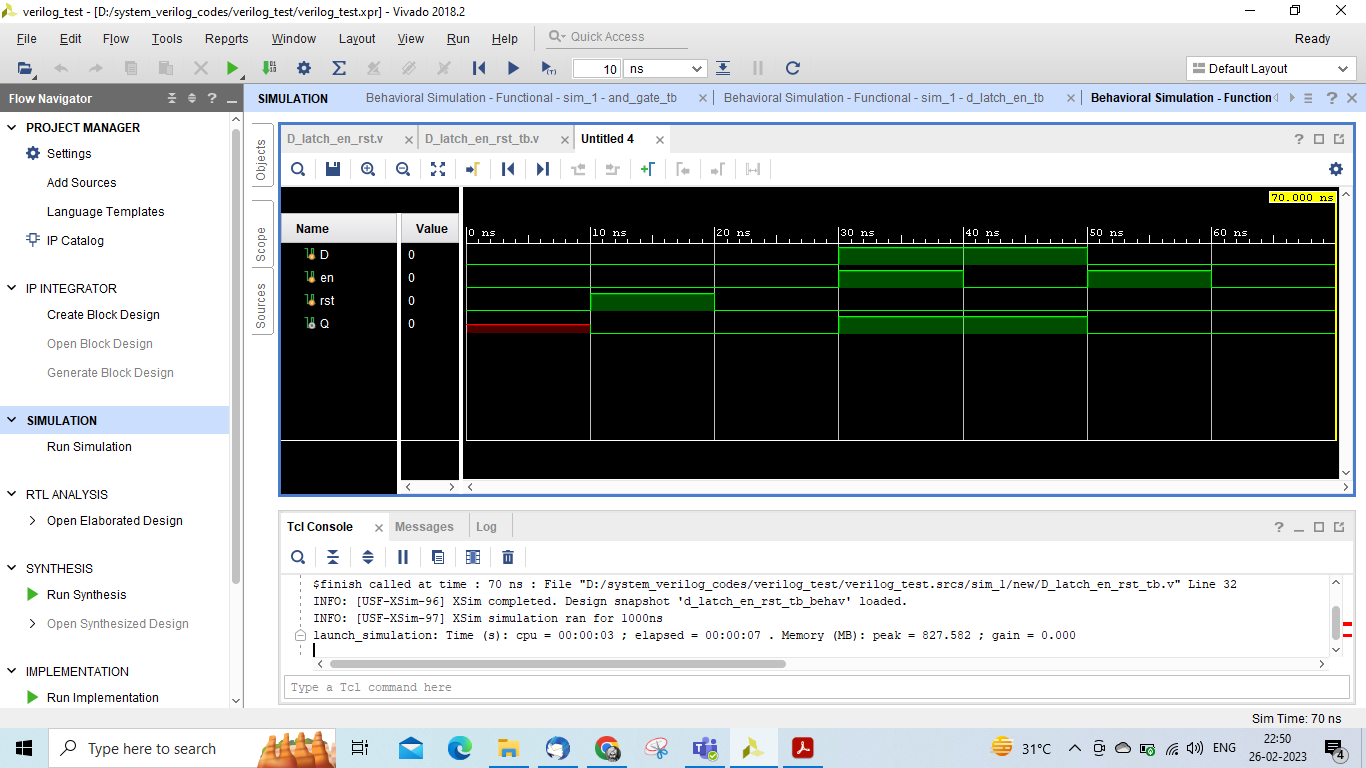 verilog_test - [D:/system_verilog_codes/verilog_test/verilog_test.xpr] - Vivado 2018.2
File Edit Flow Tools Reports Window Layout View Run Help Quick Access Ready
10 ns Default Layout
Flow Navigator
SIMULATION Behavioral Simulation - Functional - sim_1 - and_gate_tb Behavioral Simulation - Functional - sim_1 - d_latch_en_tb Behavioral Simulation - Function
PROJECT MANAGER
Settings
Add Sources
Language Templates
IP Catalog
IP INTEGRATOR
Create Block Design
Open Block Design
Generate Block Design
SIMULATION
Run Simulation
RTL ANALYSIS
Open Elaborated Design
SYNTHESIS
Run Synthesis
Open Synthesized Design
IMPLEMENTATION
Run Implementation
Objects
Scope
Sources
D_latch_en_rst.v D_latch_en_rst_tb.v Untitled 4
70.000 ns
Name Value
0 ns 10 ns 20 ns 30 ns 40 ns 50 ns 60 ns
D 0
en 0
rst 0
Q 0
Tcl Console Messages Log
$finish called at time : 70 ns : File "D:/system_verilog_codes/verilog_test/verilog_test.srcs/sim_1/new/D_latch_en_rst_tb.v" Line 32
INFO: [USF-XSim-96] XSim completed. Design snapshot 'd_latch_en_rst_tb_behav' loaded.
INFO: [USF-XSim-97] XSim simulation ran for 1000ns
launch_simulation: Time (s): cpu = 00:00:03 ; elapsed = 00:00:07 . Memory (MB): peak = 827.582 ; gain = 0.000
Type a Tcl command here
Sim Time: 70 ns
Type here to search
31°C ENG
22:50
26-02-2023
4